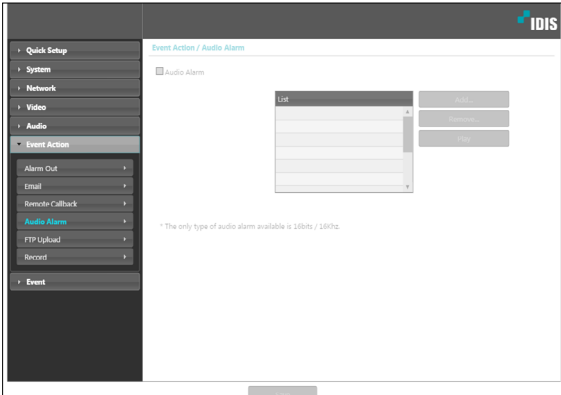 IDIS
Quick Setup
System
Network
Video
Audio
Event Action
Alarm Out
Email
Remote Callback
Audio Alarm
FTP Upload
Record
Event
Event Action / Audio Alarm
Audio Alarm
List
Add...
Remove...
Play
* The only type of audio alarm available is 16bits / 16Khz.